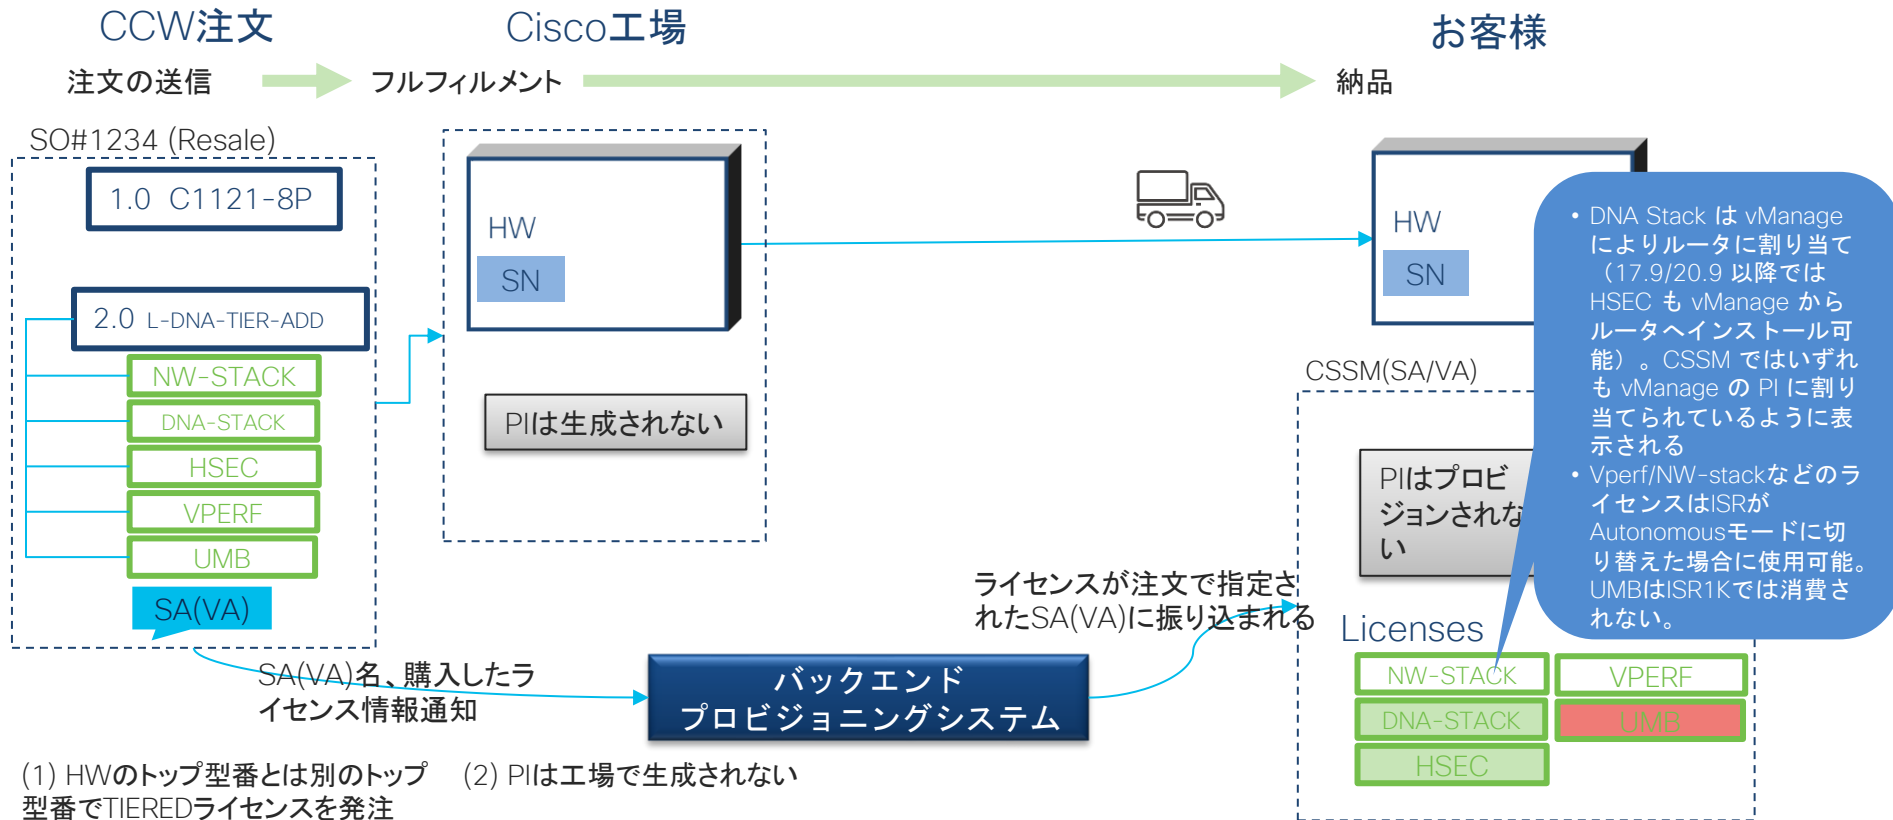 CCW注文
Cisco工場
お客様
注文の送信
フルフィルメント
納品
SO#1234 (Resale)
1.0 C1121-8P
2.0 L-DNA-TIER-ADD
NW-STACK
DNA-STACK
HSEC
VPERF
UMB
SA(VA)
HW
SN
PIは生成されない
HW
SN
CSSM(SA/VA)
PIはプロビ
ジョンされな
い
• DNA Stack は vManage
によりルータに割り当て
（17.9/20.9 以降では
HSEC も vManage から
ルータへインストール可
能）。CSSM ではいずれ
も vManage の PI に割り
当てられているように表
示される
• Vperf/NW-stackなどのラ
イセンスはISRが
Autonomousモードに切
り替えた場合に使用可能。
UMBはISR1Kでは消費さ
れない。
ライセンスが注文で指定さ
れたSA(VA)に振り込まれる
Licenses
NW-STACK
VPERF
DNA-STACK
UMB
HSEC
SA(VA)名、購入したラ
イセンス情報通知
バックエンド
プロビジョニングシステム
(1) HWのトップ型番とは別のトップ
型番でTIEREDライセンスを発注
(2) PIは工場で生成されない